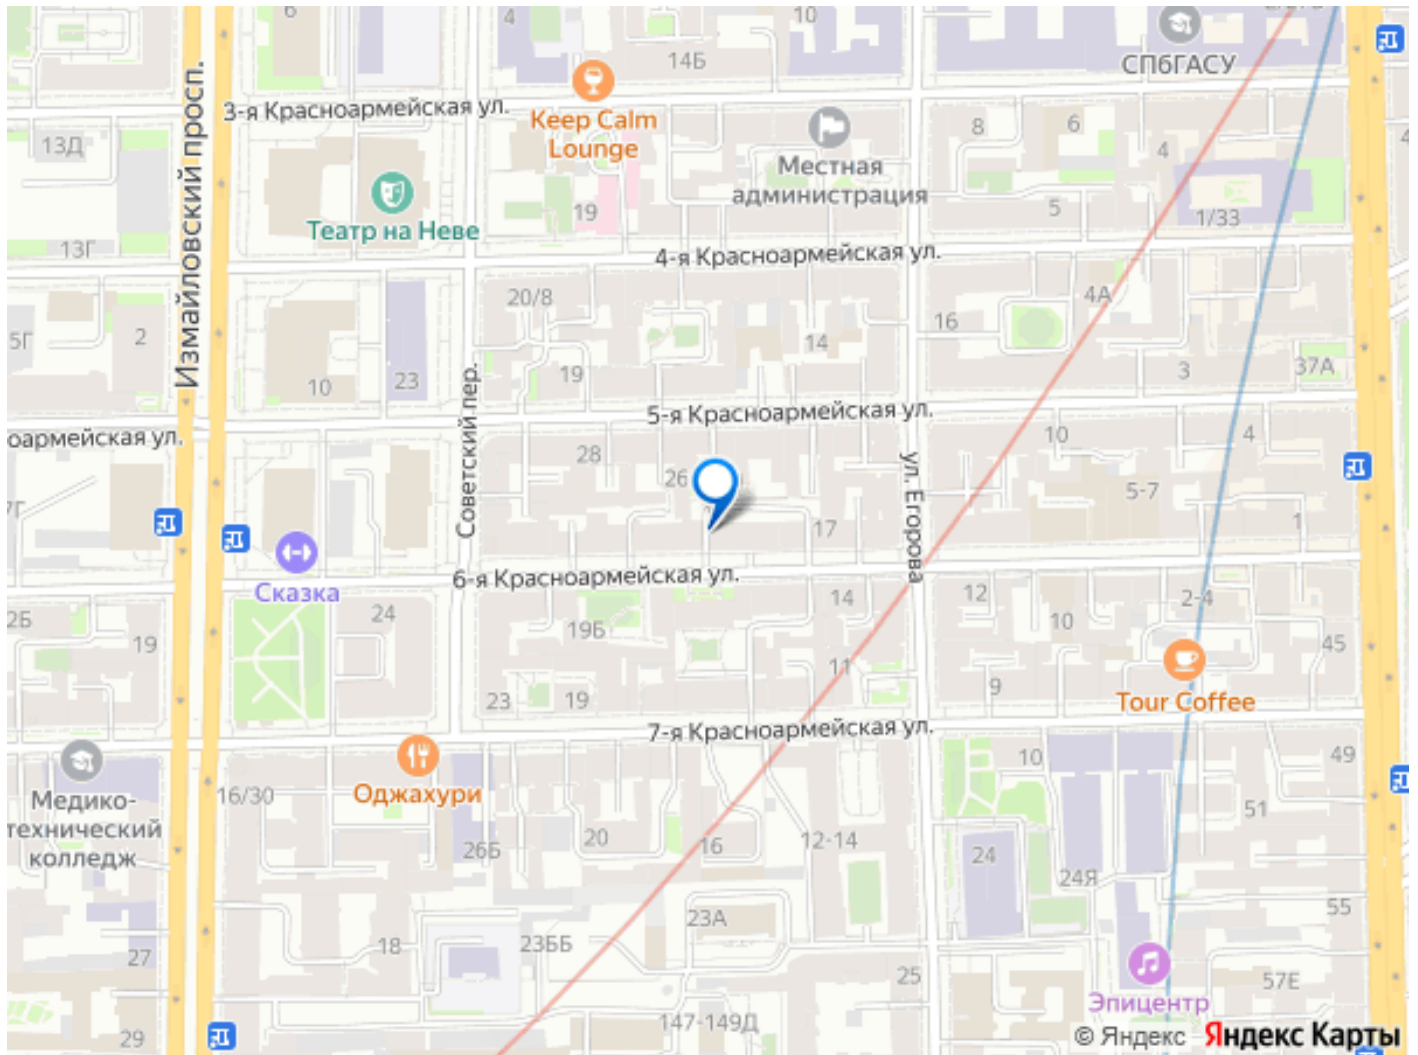 6
4
10
14Б
СПбГАСУ
3-я Красноармейская ул.
Keep Calm
Lounge
8
6
4
13Д
Местная
администрация
19
5
1/33
Театр на Неве
13Г
4-я Красноармейская ул.
Измайловский просп.
20/8
4А
16
5Г
2
14
10
23
19
3
37А
Советский пер.
5-я Красноармейская ул.
оармейская ул.
28
26
10
4
ул. Егорова
5-7
7Г
17
1
Сказка
6-я Красноармейская ул.
24
14
12
2-4
19
19Б
10
45
11
9
23
19
Tour Coffee
7-я Красноармейская ул.
10
49
Медико-
технический
колледж
16/30
Оджахури
26Б
20
16
12-14
51
24
24Я
23А
55
18
23ББ
27
25
57Е
Эпицентр
147-149Д
29
© Яндекс Яндекс Карты